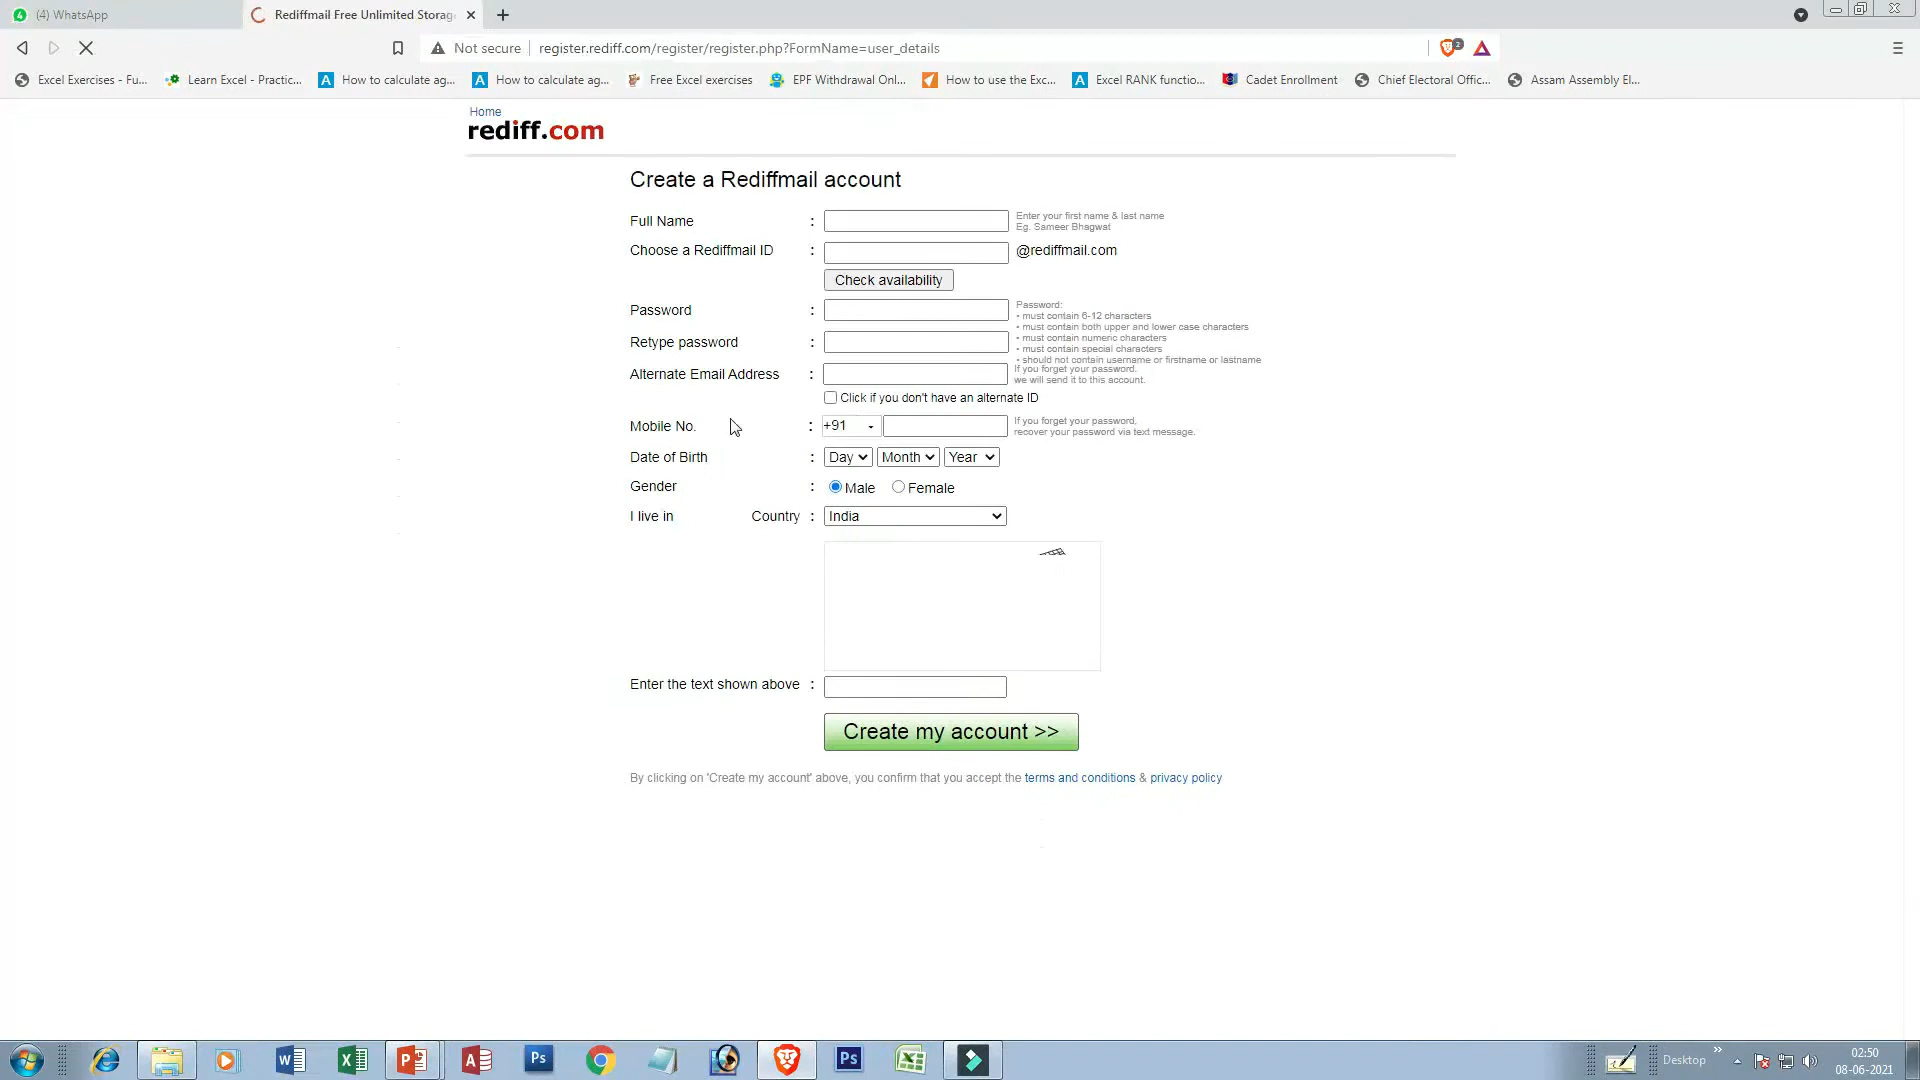 (4) WhatsApp
Rediffmail Free Unlimited Storag
Not secure
register.rediff.com/register/register.php?FormName=user_details
2
Excel Exercises - Fu...
Learn Excel - Practic...
How to calculate ag...
How to calculate ag...
Free Excel exercises
EPF Withdrawal Onl...
How to use the Exc...
Excel RANK functio...
Cadet Enrollment
Chief Electoral Offic...
Assam Assembly El...
Home
rediff.com
Create a Rediffmail account
Full Name :
Enter your first name & last name
Eg. Sameer Bhagwat
Choose a Rediffmail ID : @rediffmail.com
Check availability
Password :
Password:
• must contain 6-12 characters
• must contain both upper and lower case characters
• must contain numeric characters
• must contain special characters
• should not contain username or firstname or lastname
Retype password :
Alternate Email Address :
If you forget your password,
we will send it to this account.
Click if you don't have an alternate ID
Mobile No. : +91
If you forget your password,
recover your password via text message.
Date of Birth : Day Month Year
Gender : Male Female
I live in Country : India
Enter the text shown above :
Create my account >>
By clicking on 'Create my account' above, you confirm that you accept the terms and conditions & privacy policy
Desktop
02:50
08-06-2021